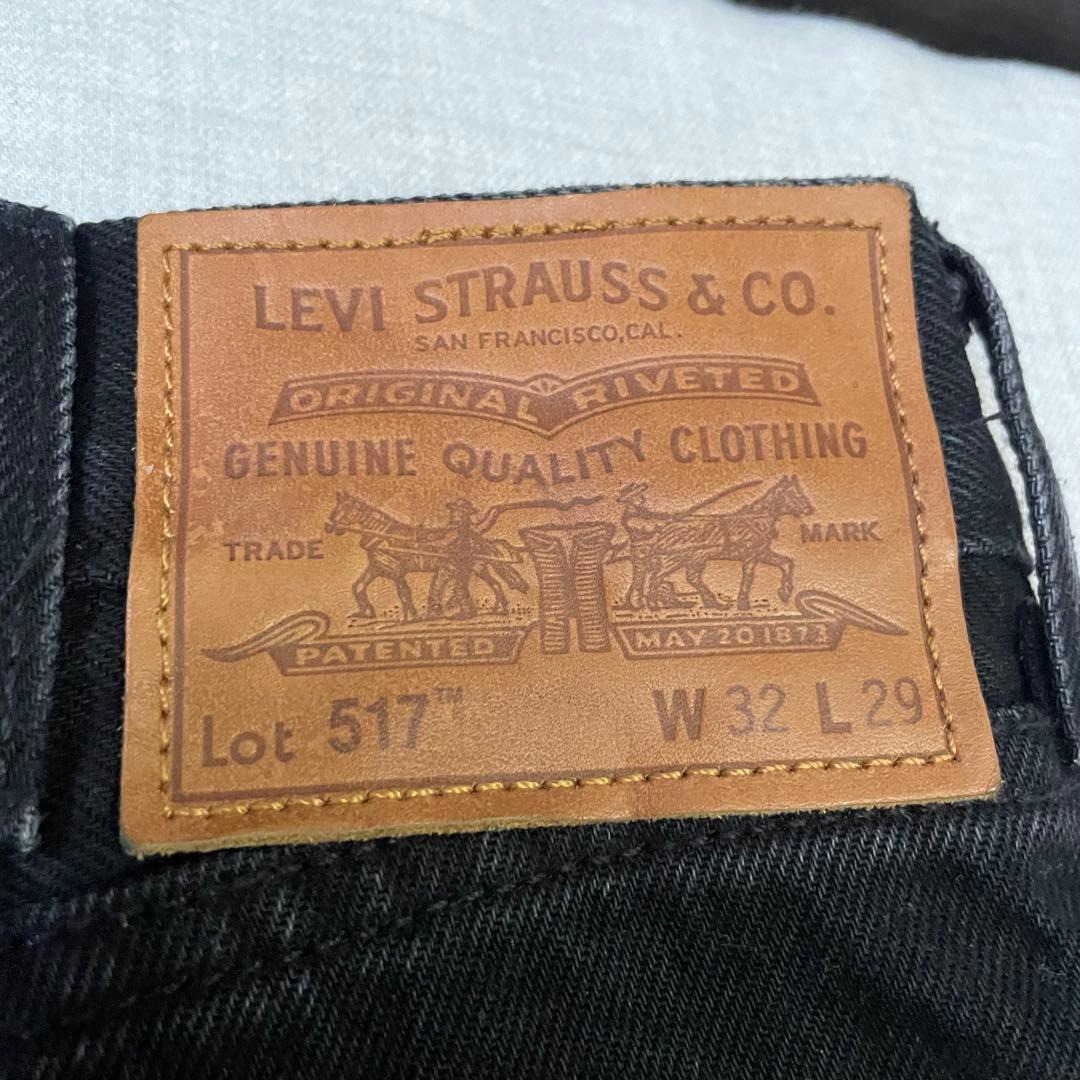 LEVI STRAUSS & CO.
SAN FRANCISCO, CAL.
ORIGINAL RIVETED
GENUINE QUALITY CLOTHING
TRADE MARK
PATENTED MAY 20 1873
Lot 517™ W 32 L 29